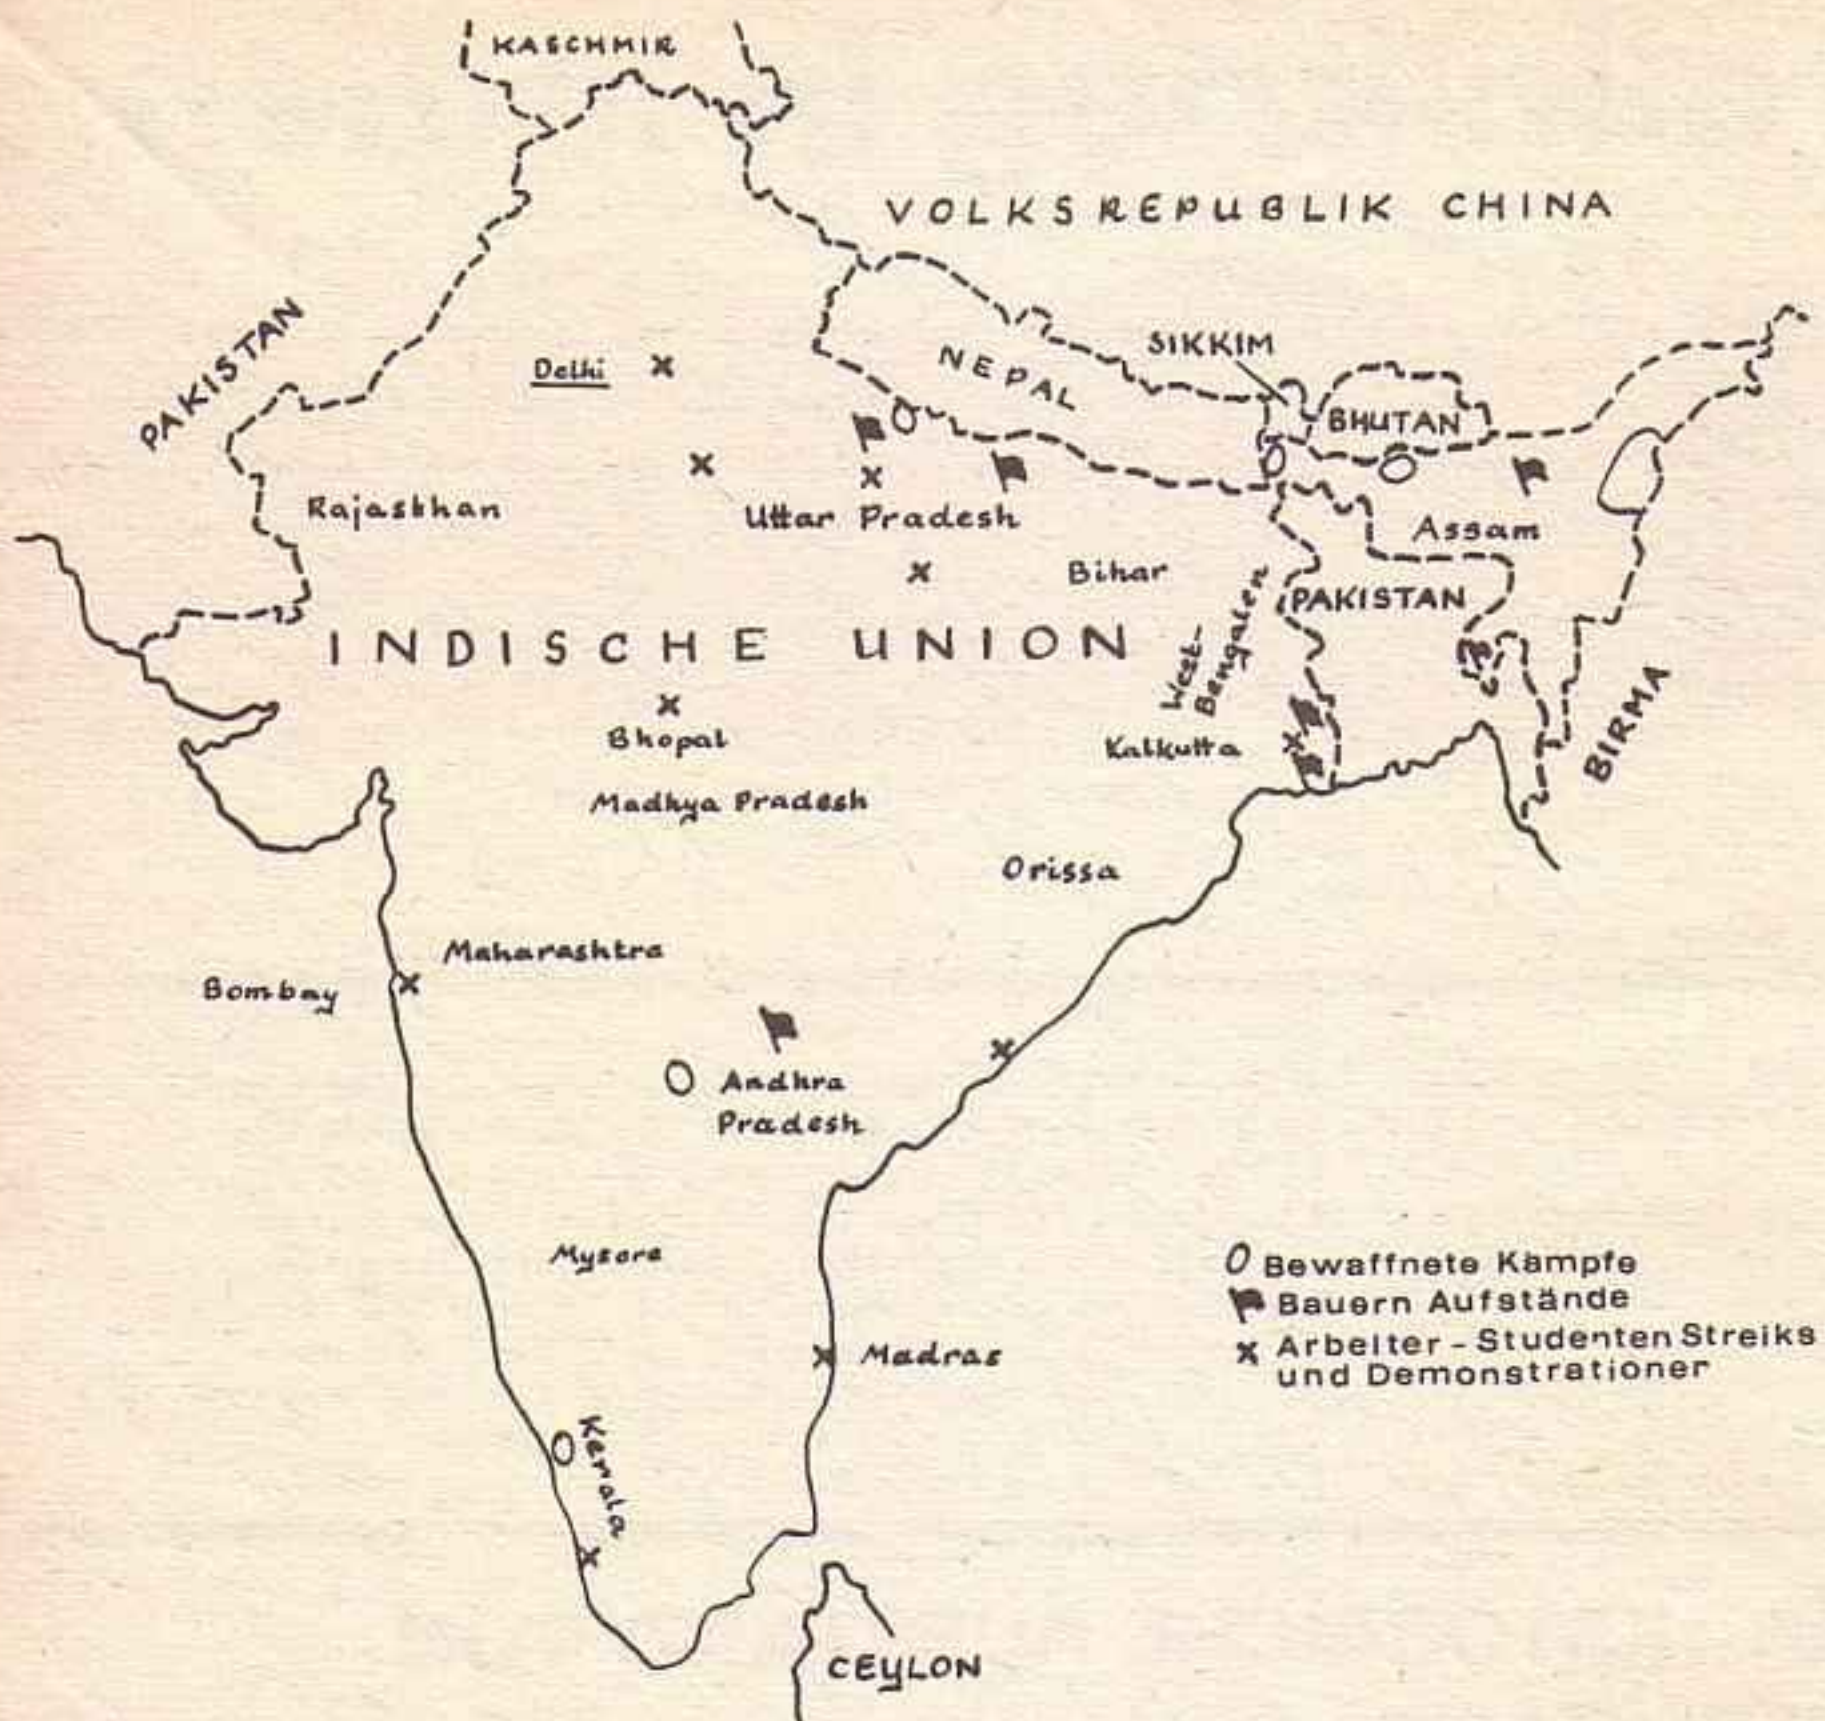 KASCHMIR
VOLKSREPUBLIK CHINA
PAKISTAN
SIKKIM
NEPAL
Delhi
BHUTAN
Rajasthan
Uttar Pradesh
Assam
Bihar
PAKISTAN
West-
Bengalen
INDISCHE UNION
BIRMA
Bhopal
Kalkutta
Madhya Pradesh
Orissa
Maharashtra
Bombay
Andhra
Pradesh
Mysore
Bewaffnete Kämpfe
Bauern Aufstände
Arbeiter - Studenten Streiks
und Demonstrationer
Madras
Kerala
CEYLON